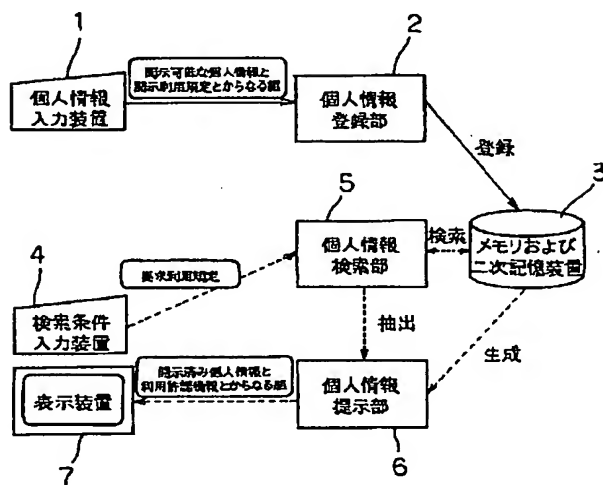 1
個人情報
入力装置
開示可能な個人情報と
開示利用規定とからなる組
2
個人情報
登録部
登録
3
メモリおよび
二次記憶装置
5
個人情報
検索部
検索
要求利用規定
4
検索条件
入力装置
抽出
生成
開示済み個人情報と
利用許諾情報とからなる組
個人情報
提示部
6
表示装置
7